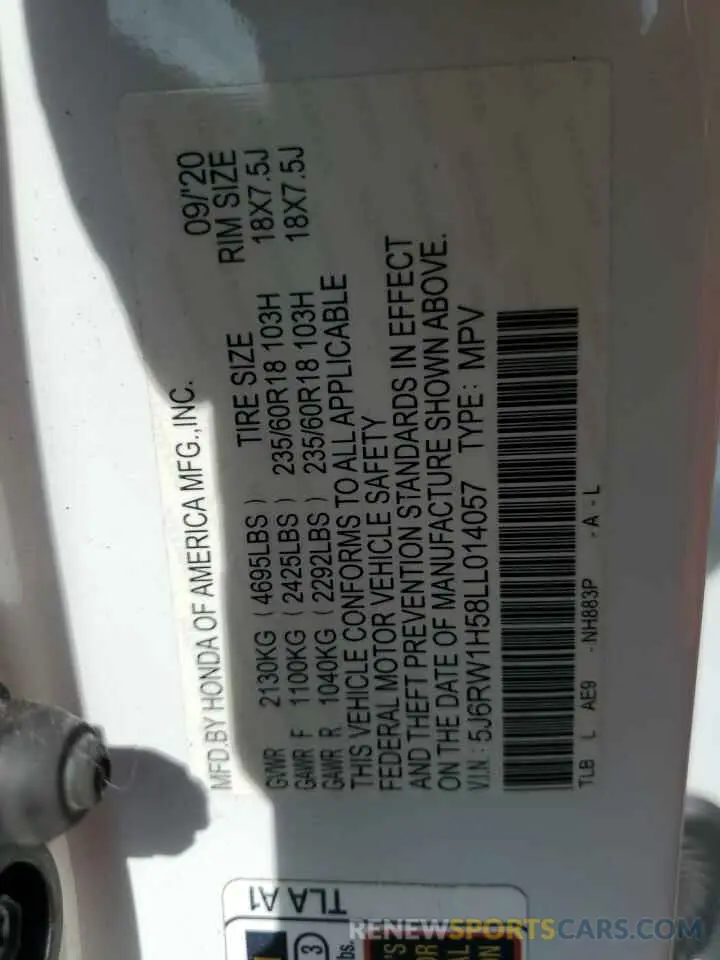 MFD.BY HONDA OF AMERICA MFG.,INC. 09/'20
TIRE SIZE RIM SIZE
GVWR 2130KG ( 4695LBS )
GAWR F 1100KG ( 2425LBS ) 235/60R18 103H 18X7.5J
GAWR R 1040KG ( 2292LBS ) 235/60R18 103H 18X7.5J
THIS VEHICLE CONFORMS TO ALL APPLICABLE
FEDERAL MOTOR VEHICLE SAFETY
AND THEFT PREVENTION STANDARDS IN EFFECT
ON THE DATE OF MANUFACTURE SHOWN ABOVE.
V.I.N.: 5J6RW1H58LL014057 TYPE: MPV
TLB L AE9 -NH883P -A-L
TLA A1
3
lbs.
RENEWSPORTSCARS.COM